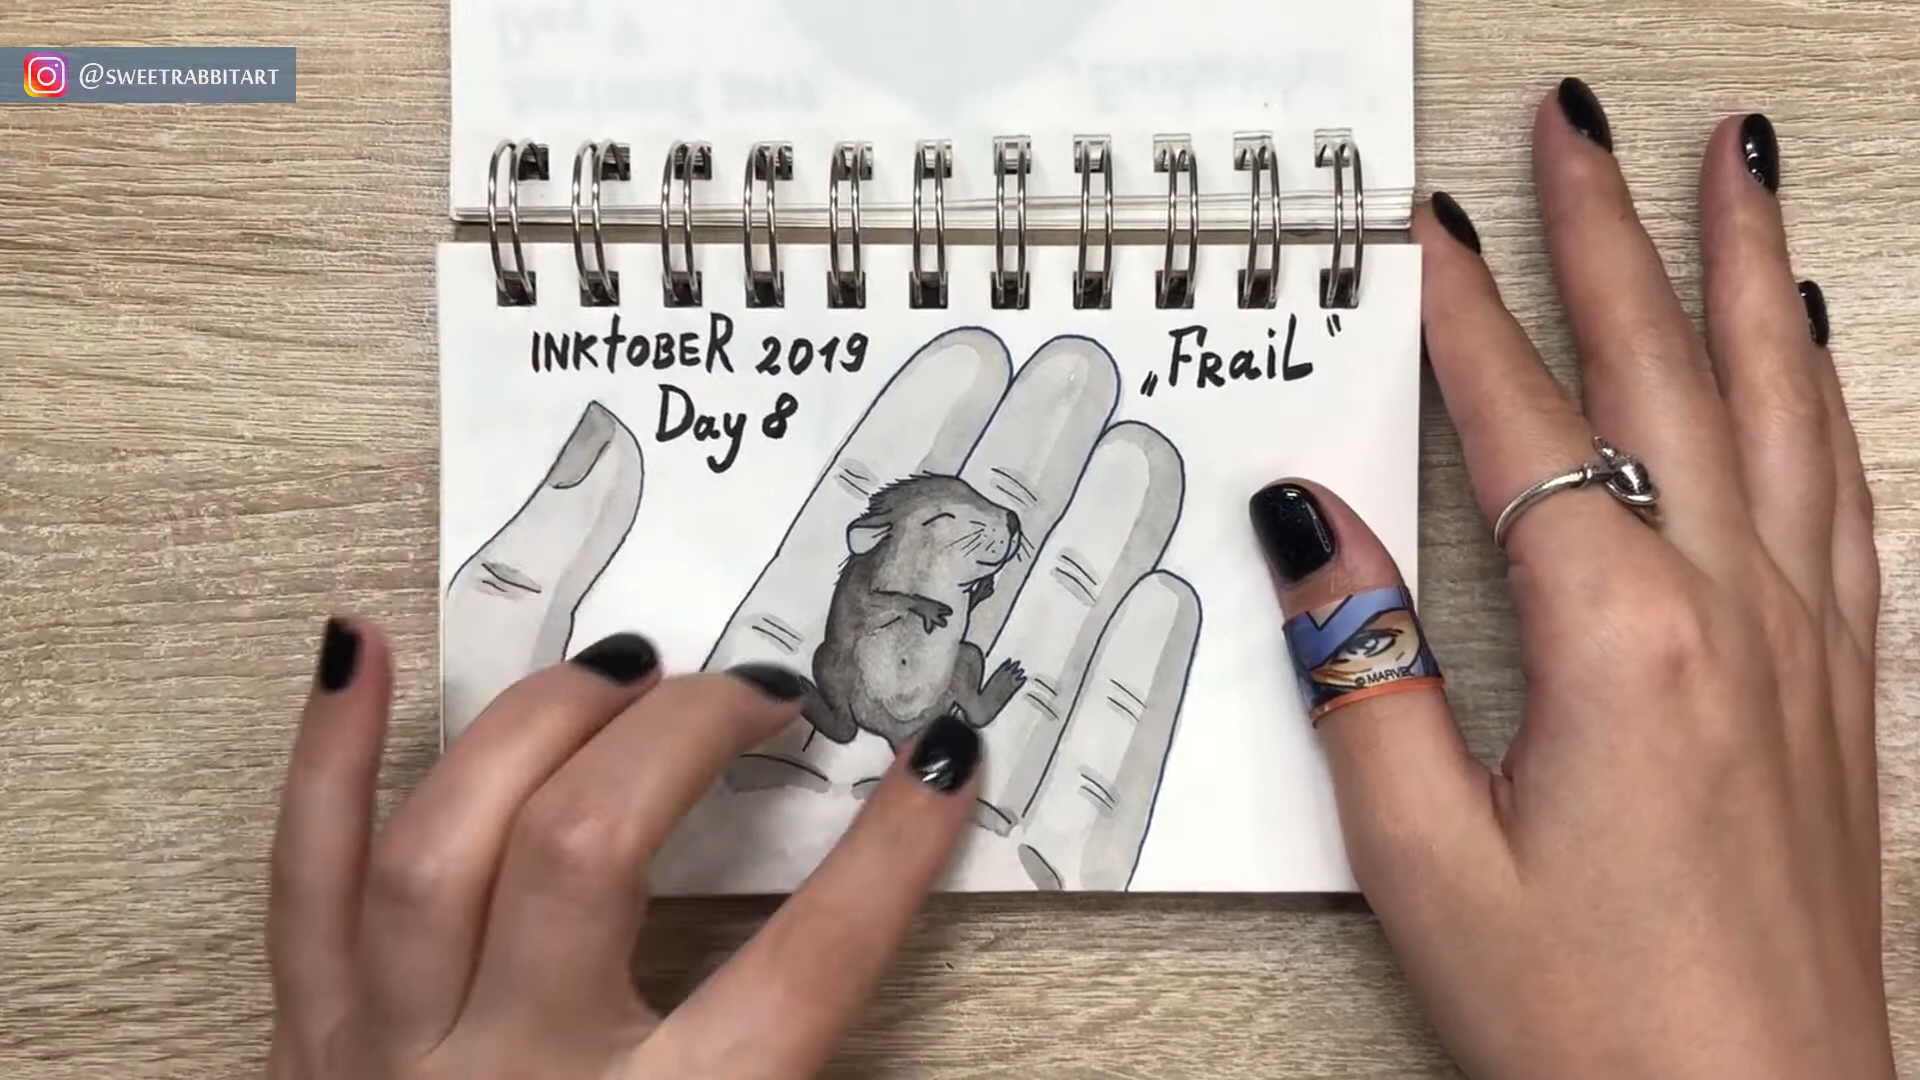 @SWEETRABBITART
INKtOBER 2019
Day 8
„FRaiL"
©MARVEL